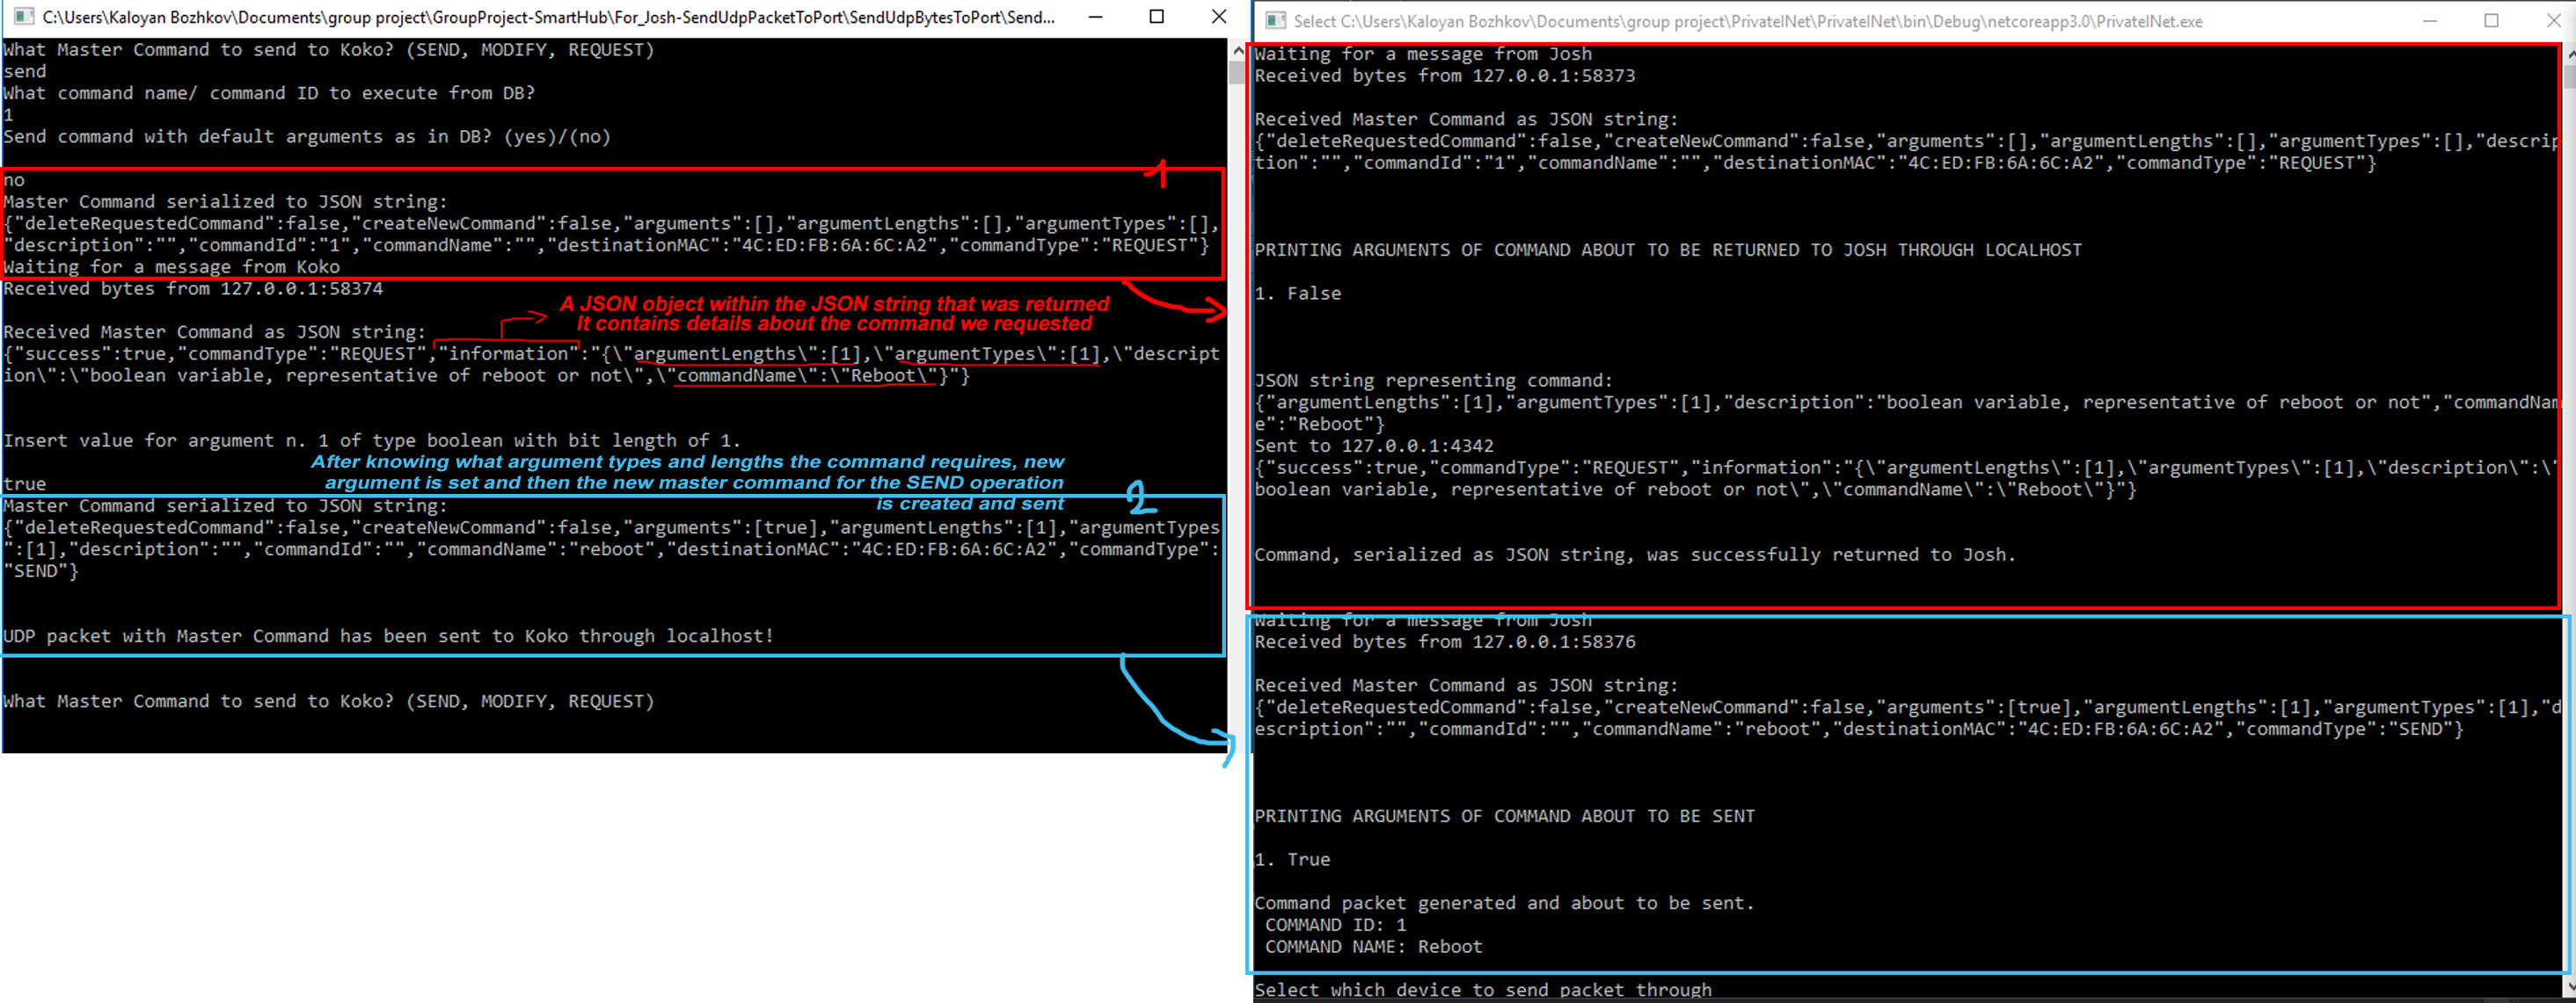 C:\Users\Kaloyan Bozhkov\Documents\group project\GroupProject-SmartHub\For_Josh-SendUdpPacketToPort\SendUdpBytesToPort\Send...
What Master Command to send to Koko? (SEND, MODIFY, REQUEST)
send
What command name/ command ID to execute from DB?
1
Send command with default arguments as in DB? (yes)/(no)
1
no
Master Command serialized to JSON string:
{"deleteRequestedCommand":false,"createNewCommand":false,"arguments":[],"argumentLengths":[],"argumentTypes":[],
"description":"","commandId":"1","commandName":"","destinationMAC":"4C:ED:FB:6A:6C:A2","commandType":"REQUEST"}
Waiting for a message from Koko
Received bytes from 127.0.0.1:58374
A JSON object within the JSON string that was returned
It contains details about the command we requested
Received Master Command as JSON string:
{"success":true,"commandType":"REQUEST","information":"{\"argumentLengths\":[1],\"argumentTypes\":[1],\"descript
ion\":\"boolean variable, representative of reboot or not\",\"commandName\":\"Reboot\"}"}
Insert value for argument n. 1 of type boolean with bit length of 1.
After knowing what argument types and lengths the command requires, new
argument is set and then the new master command for the SEND operation
is created and sent
true
2
Master Command serialized to JSON string:
{"deleteRequestedCommand":false,"createNewCommand":false,"arguments":[true],"argumentLengths":[1],"argumentTypes
":[1],"description":"","commandId":"","commandName":"reboot","destinationMAC":"4C:ED:FB:6A:6C:A2","commandType":
"SEND"}
UDP packet with Master Command has been sent to Koko through localhost!
What Master Command to send to Koko? (SEND, MODIFY, REQUEST)
Select C:\Users\Kaloyan Bozhkov\Documents\group project\PrivateINet\PrivateINet\bin\Debug\netcoreapp3.0\PrivateINet.exe
Waiting for a message from Josh
Received bytes from 127.0.0.1:58373
Received Master Command as JSON string:
{"deleteRequestedCommand":false,"createNewCommand":false,"arguments":[],"argumentLengths":[],"argumentTypes":[],"descrip
tion":"","commandId":"1","commandName":"","destinationMAC":"4C:ED:FB:6A:6C:A2","commandType":"REQUEST"}
PRINTING ARGUMENTS OF COMMAND ABOUT TO BE RETURNED TO JOSH THROUGH LOCALHOST
1. False
JSON string representing command:
{"argumentLengths":[1],"argumentTypes":[1],"description":"boolean variable, representative of reboot or not","commandNam
e":"Reboot"}
Sent to 127.0.0.1:4342
{"success":true,"commandType":"REQUEST","information":"{\"argumentLengths\":[1],\"argumentTypes\":[1],\"description\":\"
boolean variable, representative of reboot or not\",\"commandName\":\"Reboot\"}"}
Command, serialized as JSON string, was successfully returned to Josh.
Waiting for a message from Josh
Received bytes from 127.0.0.1:58376
Received Master Command as JSON string:
{"deleteRequestedCommand":false,"createNewCommand":false,"arguments":[true],"argumentLengths":[1],"argumentTypes":[1],"d
escription":"","commandId":"","commandName":"reboot","destinationMAC":"4C:ED:FB:6A:6C:A2","commandType":"SEND"}
PRINTING ARGUMENTS OF COMMAND ABOUT TO BE SENT
1. True
Command packet generated and about to be sent.
COMMAND ID: 1
COMMAND NAME: Reboot
Select which device to send packet through